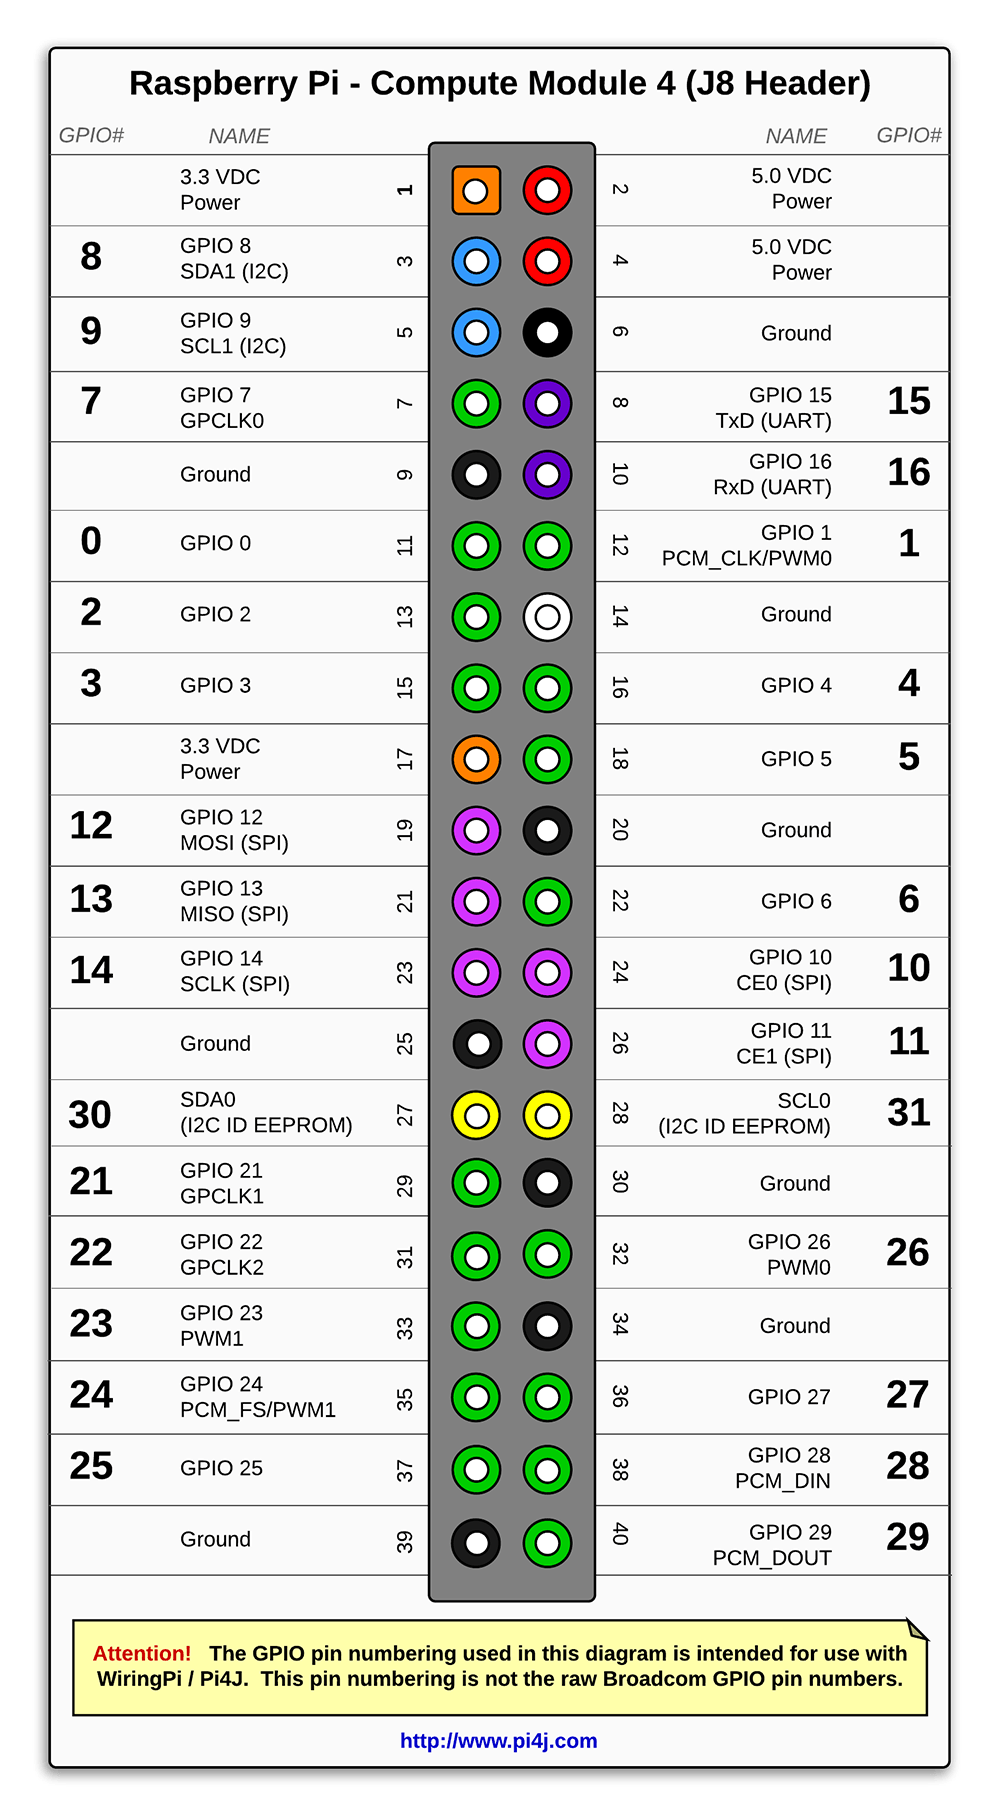 Raspberry Pi - Compute Module 4 (J8 Header)
GPIO# NAME NAME GPIO#
3.3 VDC
Power
1
2
5.0 VDC
Power
8
GPIO 8
SDA1 (I2C)
3
4
5.0 VDC
Power
9
GPIO 9
SCL1 (I2C)
5
6
Ground
7
GPIO 7
GPCLK0
7
8
GPIO 15
TxD (UART)
15
Ground
9
10
GPIO 16
RxD (UART)
16
0
GPIO 0
11
12
GPIO 1
PCM_CLK/PWM0
1
2
GPIO 2
13
14
Ground
3
GPIO 3
15
16
GPIO 4
4
3.3 VDC
Power
17
18
GPIO 5
5
12
GPIO 12
MOSI (SPI)
19
20
Ground
13
GPIO 13
MISO (SPI)
21
22
GPIO 6
6
14
GPIO 14
SCLK (SPI)
23
24
GPIO 10
CE0 (SPI)
10
Ground
25
26
GPIO 11
CE1 (SPI)
11
30
SDA0
(I2C ID EEPROM)
27
28
SCL0
(I2C ID EEPROM)
31
21
GPIO 21
GPCLK1
29
30
Ground
22
GPIO 22
GPCLK2
31
32
GPIO 26
PWM0
26
23
GPIO 23
PWM1
33
34
Ground
24
GPIO 24
PCM_FS/PWM1
35
36
GPIO 27
27
25
GPIO 25
37
38
GPIO 28
PCM_DIN
28
Ground
39
40
GPIO 29
PCM_DOUT
29
Attention! The GPIO pin numbering used in this diagram is intended for use with
WiringPi / Pi4J. This pin numbering is not the raw Broadcom GPIO pin numbers.
http://www.pi4j.com